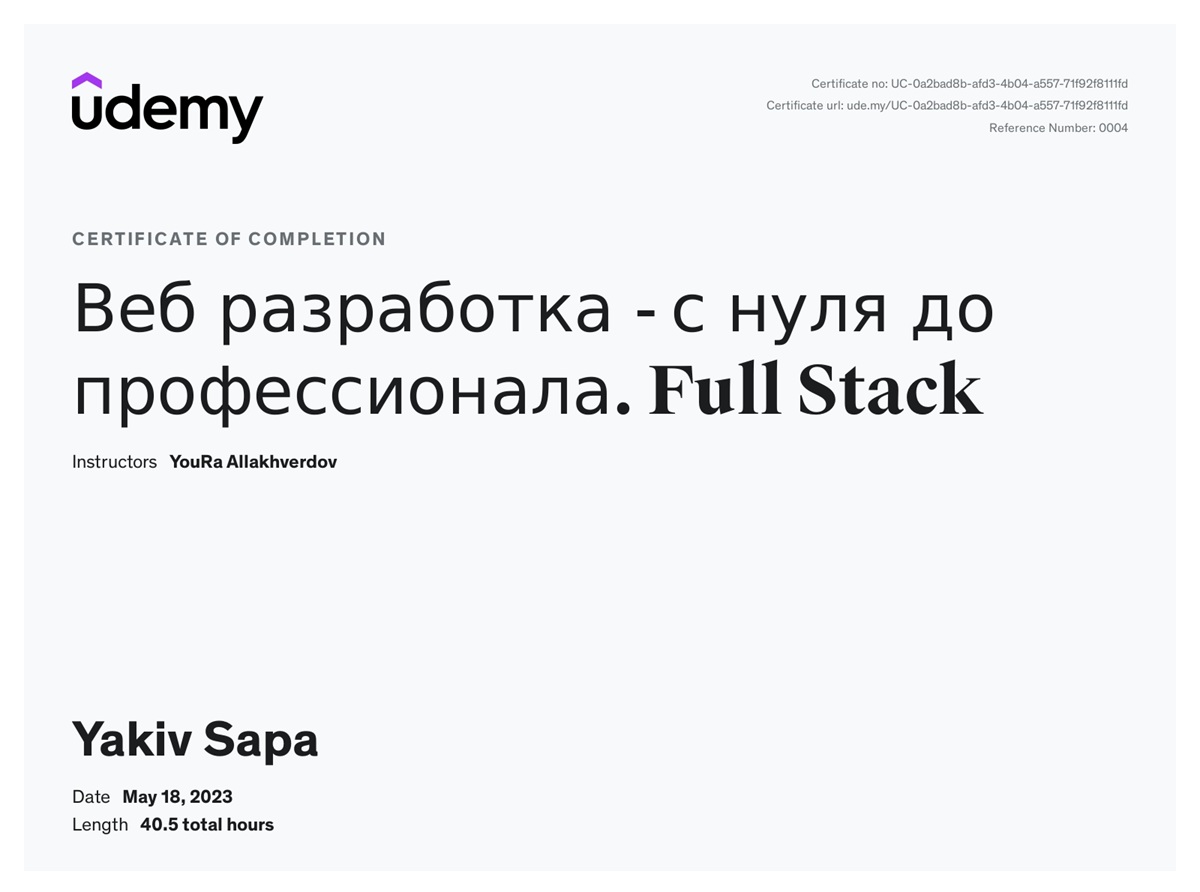 udemy
Certificate no: UC-0a2bad8b-afd3-4b04-a557-71f92f8111fd
Certificate url: ude.my/UC-0a2bad8b-afd3-4b04-a557-71f92f8111fd
Reference Number: 0004
CERTIFICATE OF COMPLETION
Веб разработка - с нуля до
профессионала. Full Stack
Instructors YouRa Allakhverdov
Yakiv Sapa
Date May 18, 2023
Length 40.5 total hours